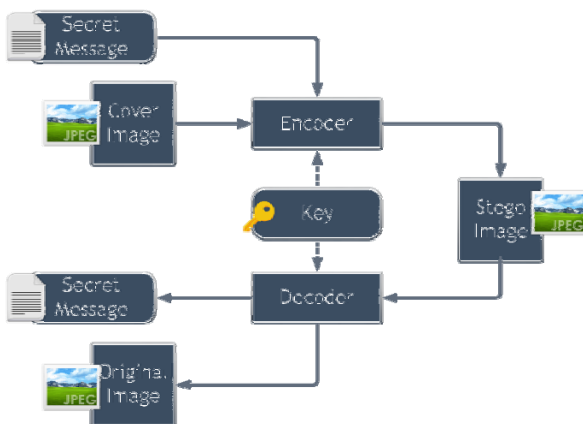 Secret
Message
Cover
Image
JPEG
Encoder
Key
Stego
Image
JPEG
Secret
Message
Decoder
Original
Image
JPEG